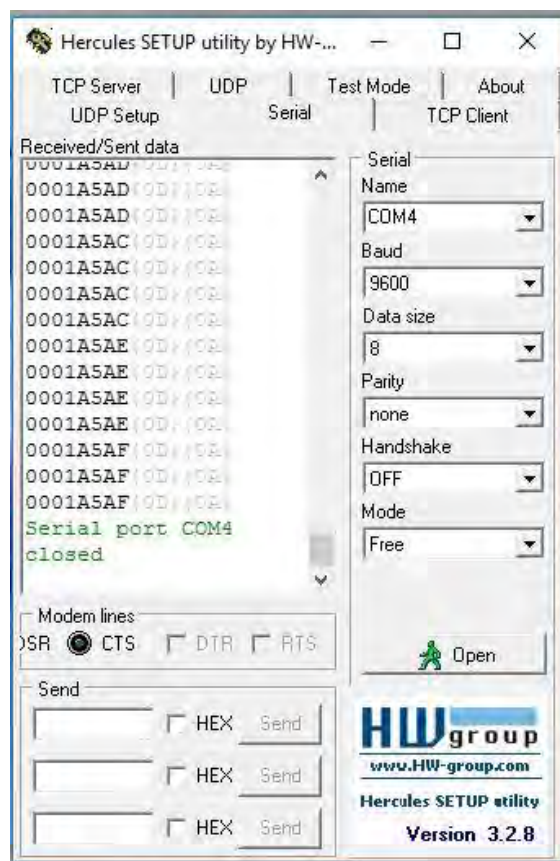 Hercules SETUP utility by HW-...
TCP Server
UDP
Test Mode
About
UDP Setup
Serial
TCP Client
Received/Sent data
0001A5AD{0D}{0A}
0001A5AD{0D}{0A}
0001A5AD{0D}{0A}
0001A5AC{0D}{0A}
0001A5AC{0D}{0A}
0001A5AC{0D}{0A}
0001A5AC{0D}{0A}
0001A5AE{0D}{0A}
0001A5AE{0D}{0A}
0001A5AE{0D}{0A}
0001A5AE{0D}{0A}
0001A5AF{0D}{0A}
0001A5AF{0D}{0A}
0001A5AF{0D}{0A}
Serial port COM4
closed
Serial
Name
COM4
Baud
9600
Data size
8
Parity
none
Handshake
OFF
Mode
Free
Open
Modem lines
DSR CTS DTR RTS
Send
HEX Send
HEX Send
HEX Send
HW group
www.HW-group.com
Hercules SETUP utility
Version 3.2.8